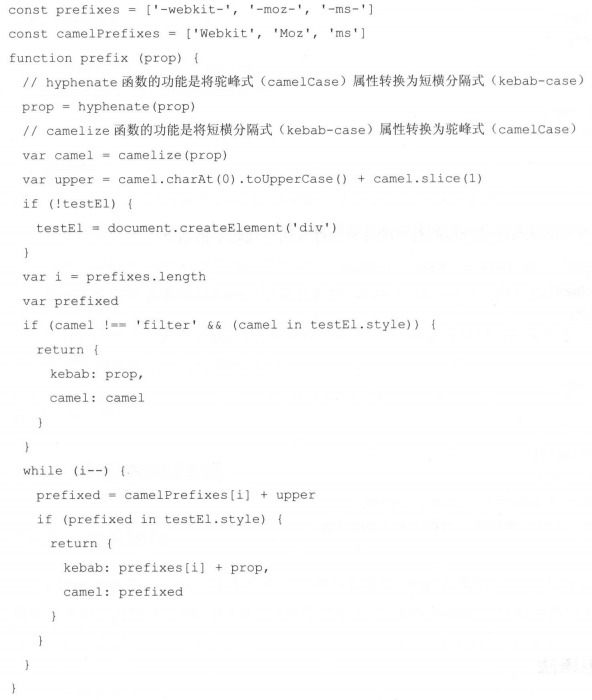 const prefixes = ['-webkit-', '-moz-', '-ms-']
const camelPrefixes = ['Webkit', 'Moz', 'ms']
function prefix (prop) {
// hyphenate 函数的功能是将驼峰式（camelCase）属性转换为短横分隔式（kebab-case）
prop = hyphenate(prop)
// camelize 函数的功能是将短横分隔式（kebab-case）属性转换为驼峰式（camelCase）
var camel = camelize(prop)
var upper = camel.charAt(0).toUpperCase() + camel.slice(1)
if (!testEl) {
testEl = document.createElement('div')
}
var i = prefixes.length
var prefixed
if (camel !== 'filter' && (camel in testEl.style)) {
return {
kebab: prop,
camel: camel
}
}
while (i--) {
prefixed = camelPrefixes[i] + upper
if (prefixed in testEl.style) {
return {
kebab: prefixes[i] + prop,
camel: prefixed
}
}
}
}